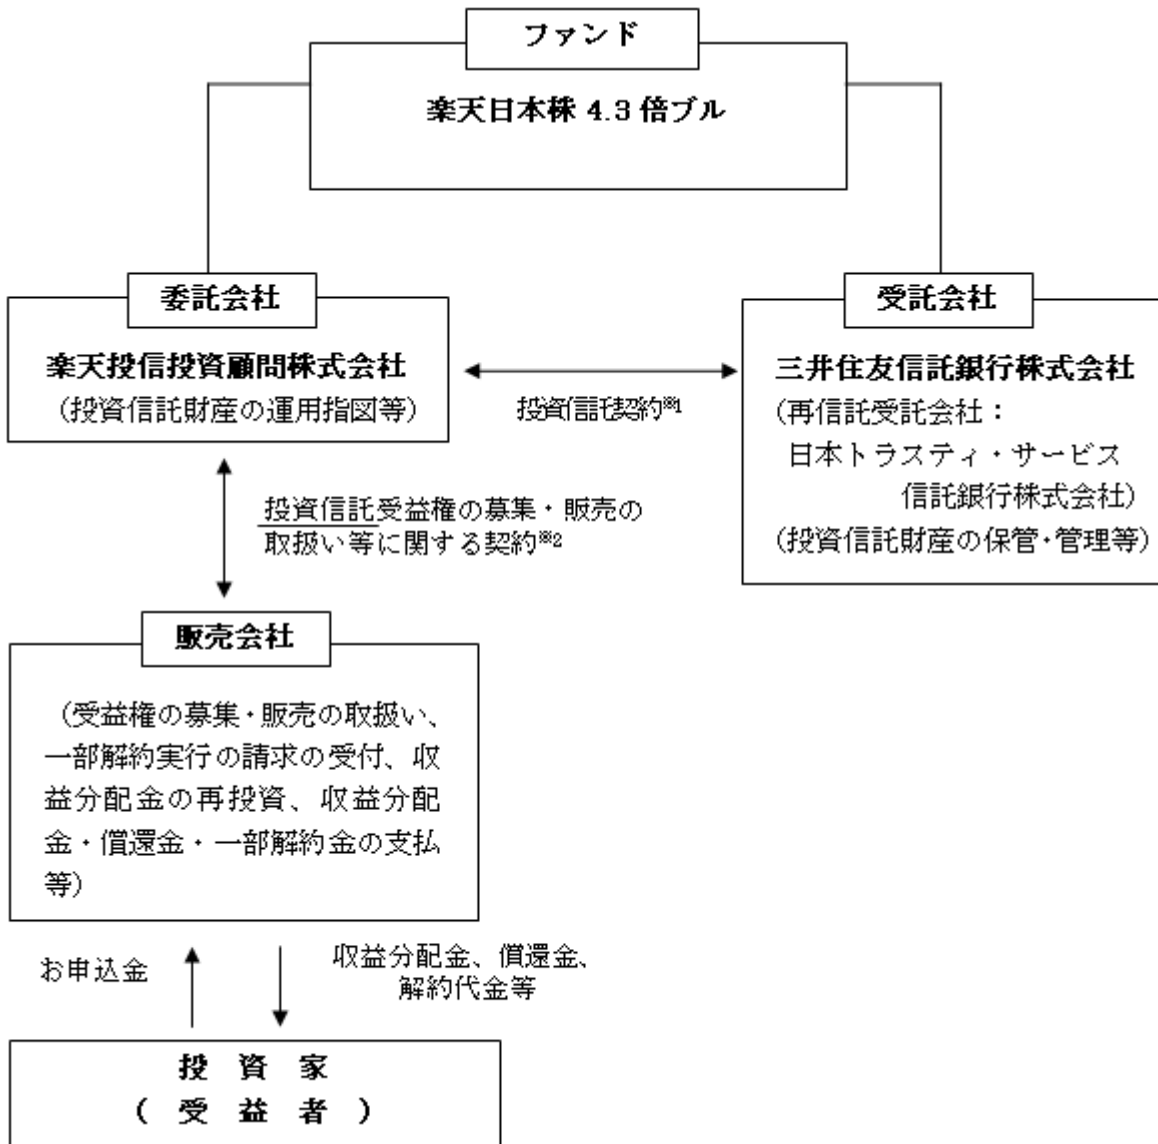 ファンド
楽天日本株 4.3 倍ブル
委託会社
楽天投信投資顧問株式会社
(投資信託財産の運用指図等)
投資信託契約※1
受託会社
三井住友信託銀行株式会社
(再信託受託会社:
日本トラスティ・サービス
信託銀行株式会社)
(投資信託財産の保管・管理等)
投資信託受益権の募集・販売の
取扱い等に関する契約※2
販売会社
(受益権の募集・販売の取扱い、
一部解約実行の請求の受付、収
益分配金の再投資、収益分配
金・償還金・一部解約金の支払
等)
お申込金
収益分配金、償還金、
解約代金等
投 資 家
( 受 益 者 )